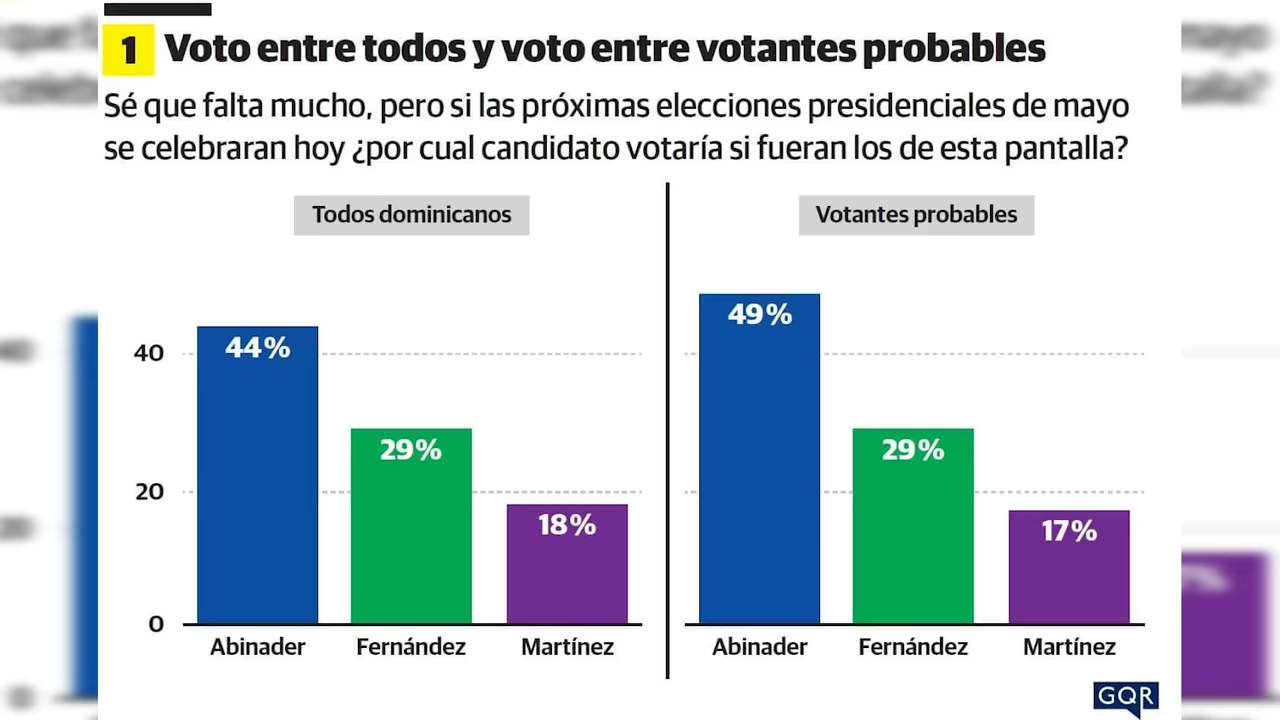 1 Voto entre todos y voto entre votantes probables
Sé que falta mucho, pero si las próximas elecciones presidenciales de mayo
se celebraran hoy ¿por cual candidato votaría si fueran los de esta pantalla?
Todos dominicanos
Votantes probables
44%
29%
18%
40
20
0
Abinader Fernández Martínez
49%
29%
17%
Abinader Fernández Martínez
GQR